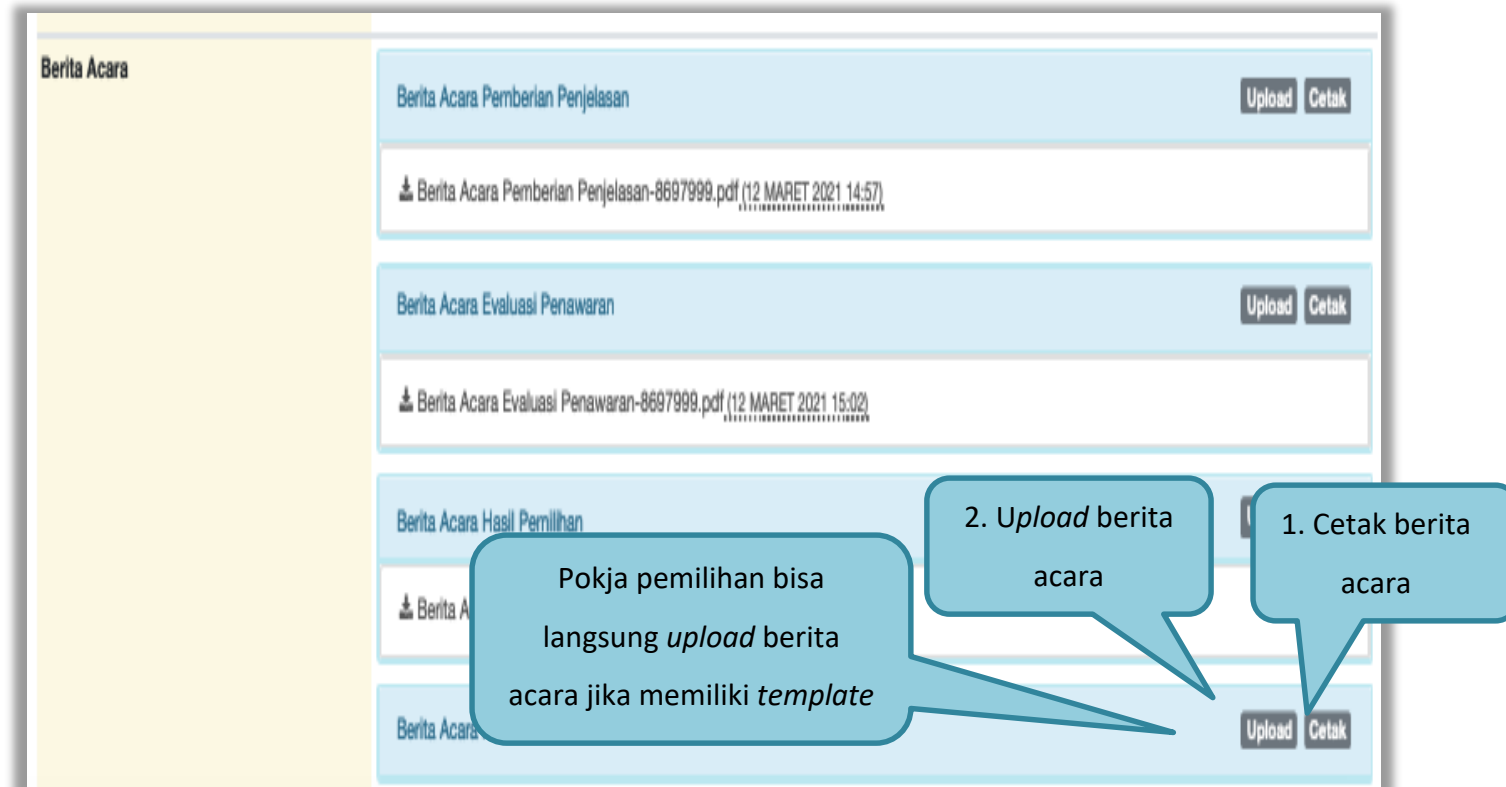 Berita Acara
Berita Acara Pemberian Penjelasan Upload Cetak
Berita Acara Pemberian Penjelasan-8697999.pdf (12 MARET 2021 14:57)
Berita Acara Evaluasi Penawaran Upload Cetak
Berita Acara Evaluasi Penawaran-8697999.pdf (12 MARET 2021 15:02)
Berita Acara Hasil Pemilihan
2. Upload berita
acara
1. Cetak berita
acara
Pokja pemilihan bisa
langsung upload berita
acara jika memiliki template
Berita
Berita Acara Upload Cetak